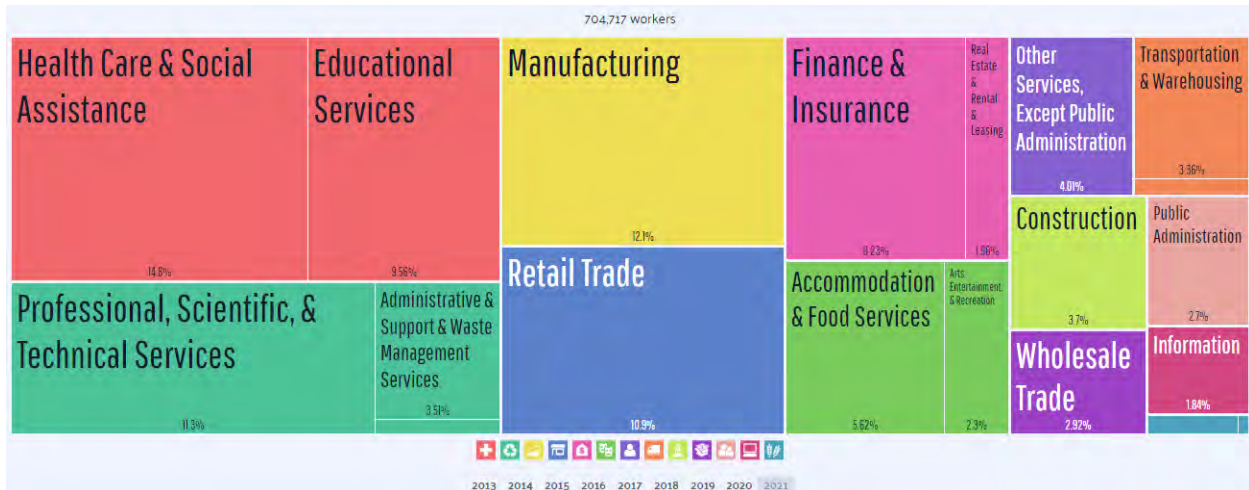 704,717 workers
Health Care & Social
Assistance
14.8%
Educational
Services
9.56%
Professional, Scientific, &
Technical Services
11.3%
Administrative &
Support & Waste
Management
Services
3.51%
Manufacturing
12.1%
Retail Trade
10.9%
Finance &
Insurance
8.23%
Real
Estate
&
Rental
&
Leasing
1.96%
Accommodation
& Food Services
5.62%
Arts,
Entertainment,
& Recreation
2.3%
Other
Services,
Except Public
Administration
4.01%
Transportation
& Warehousing
3.36%
Construction
3.7%
Public
Administration
2.7%
Wholesale
Trade
2.92%
Information
1.84%
2013 2014 2015 2016 2017 2018 2019 2020 2021